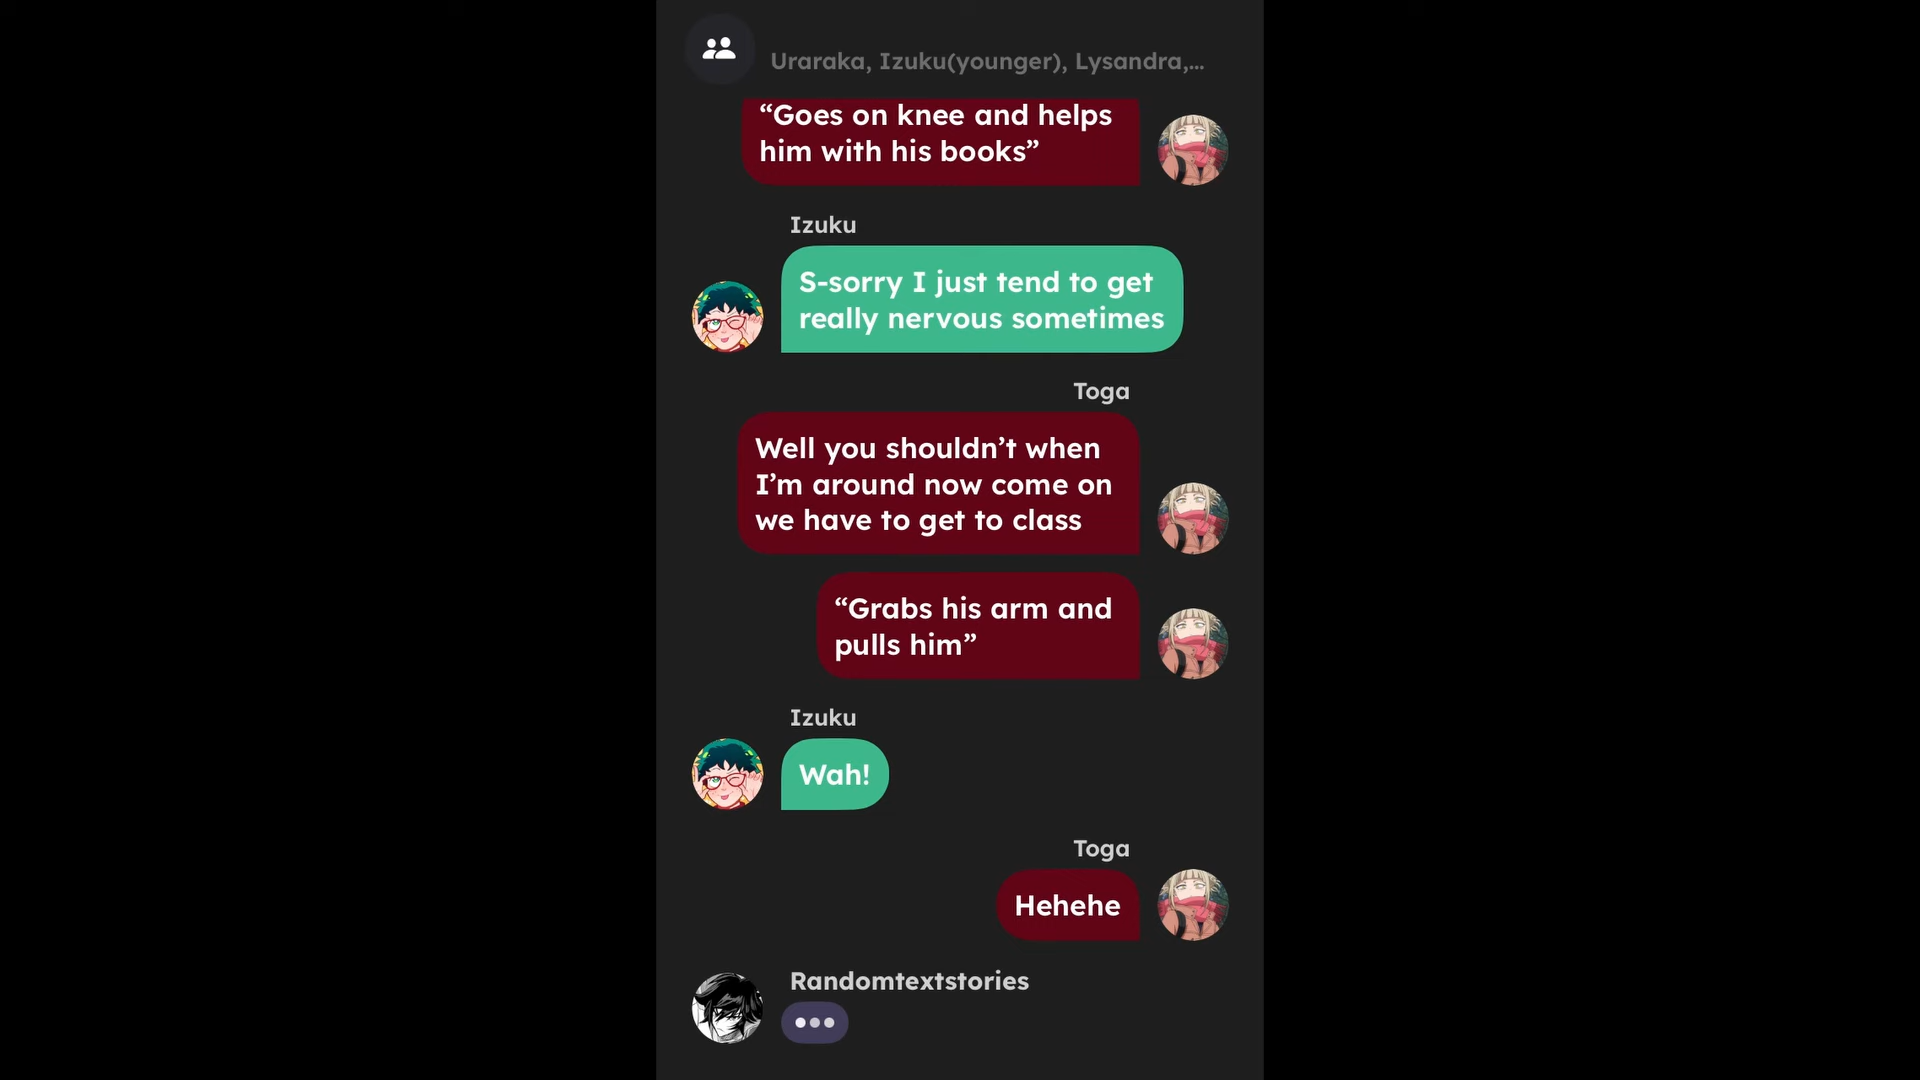 Uraraka, Izuku(younger), Lysandra,...
“Goes on knee and helps
him with his books”
Izuku
S-sorry I just tend to get
really nervous sometimes
Toga
Well you shouldn’t when
I’m around now come on
we have to get to class
“Grabs his arm and
pulls him”
Izuku
Wah!
Toga
Hehehe
Randomtextstories